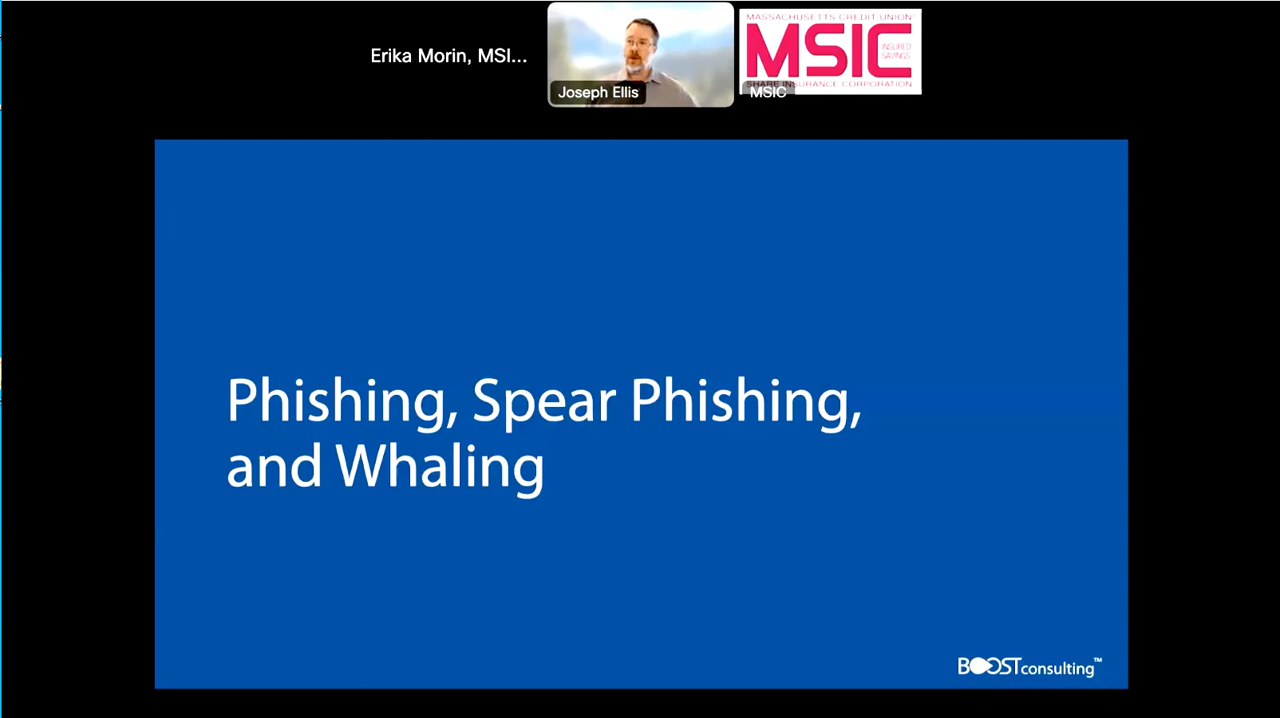 Erika Morin, MSI...
Joseph Ellis
MASSACHUSETTS CREDIT UNION
MSIC
INSURED
SAVINGS
SHARE INSURANCE CORPORATION
MSIC
Phishing, Spear Phishing,
and Whaling
BOOSTconsulting™